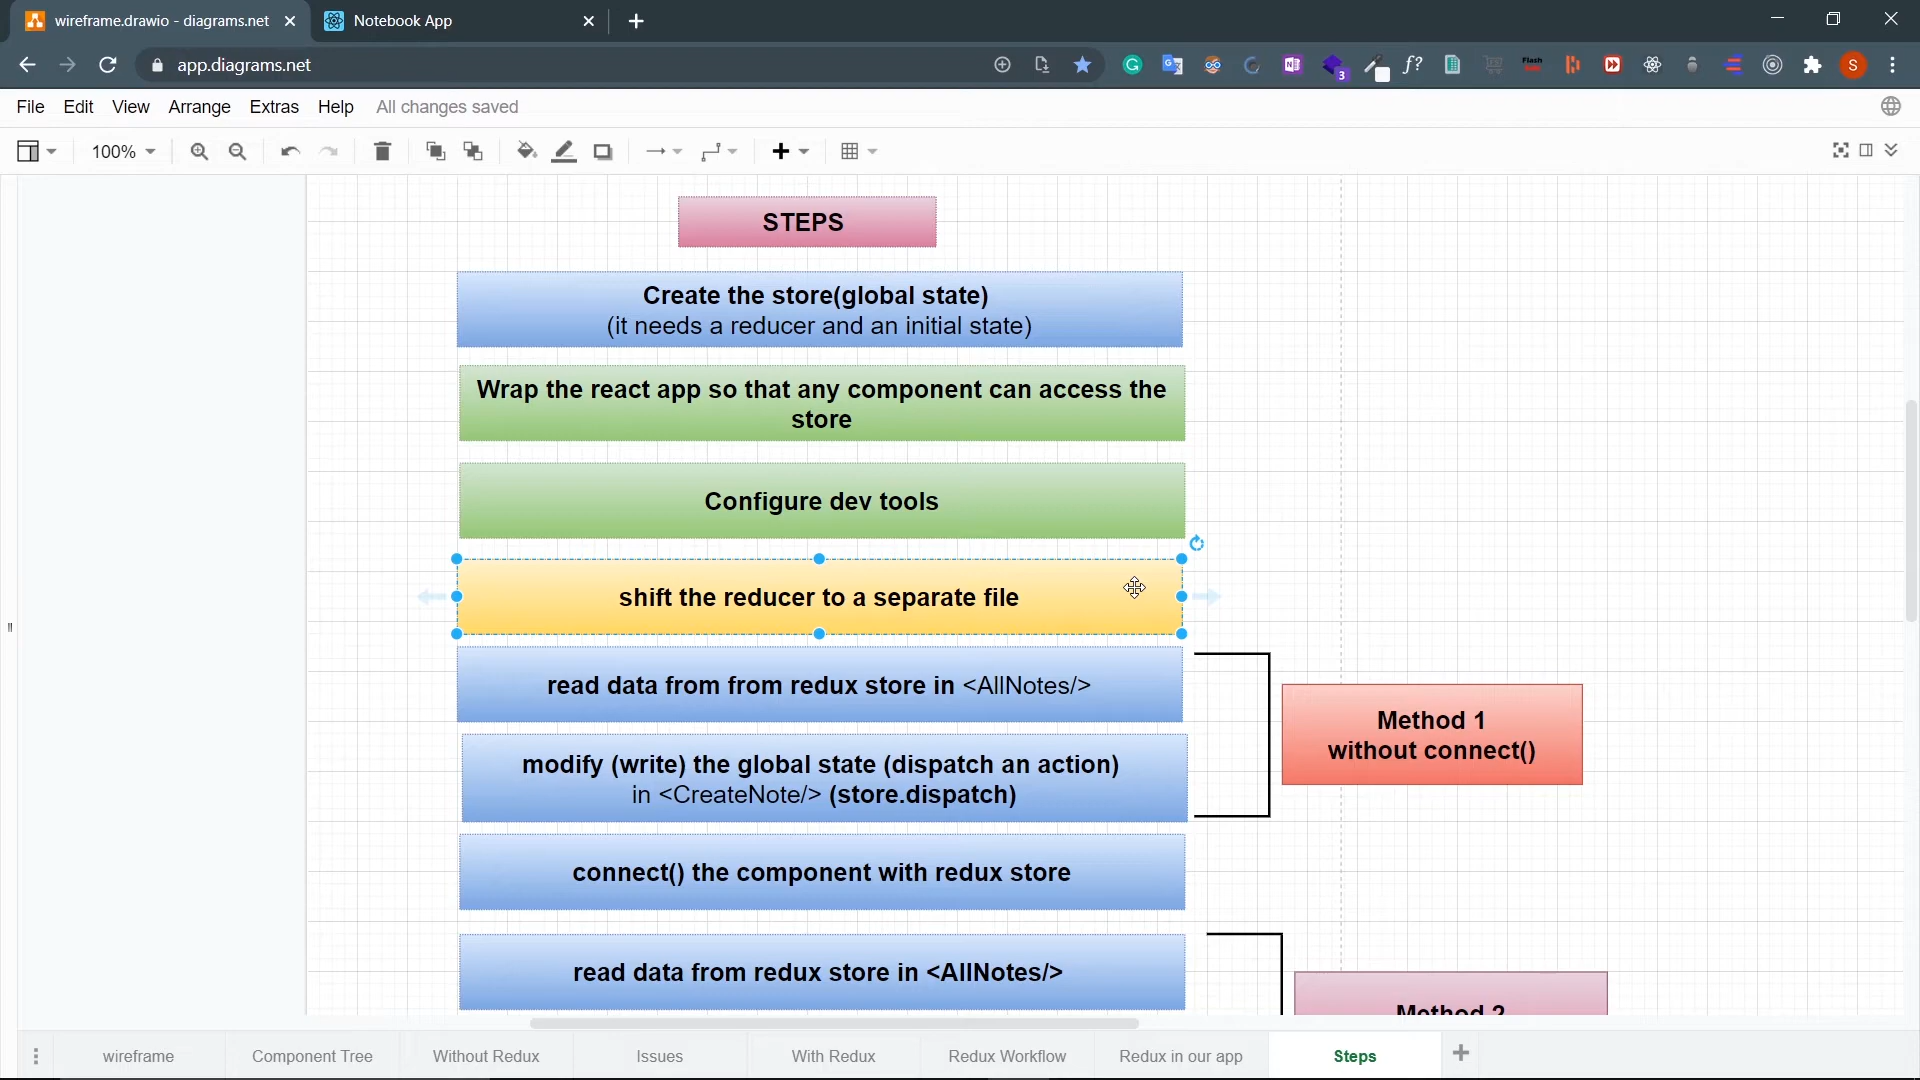 wireframe.drawio - diagrams.net
Notebook App
app.diagrams.net
3
f?
Flash
S
File Edit View Arrange Extras Help All changes saved
100%
STEPS
Create the store(global state)
(it needs a reducer and an initial state)
Wrap the react app so that any component can access the
store
Configure dev tools
shift the reducer to a separate file
read data from from redux store in <AllNotes/>
Method 1
without connect()
modify (write) the global state (dispatch an action)
in <CreateNote/> (store.dispatch)
connect() the component with redux store
read data from redux store in <AllNotes/>
Method 2
wireframe Component Tree Without Redux Issues With Redux Redux Workflow Redux in our app Steps